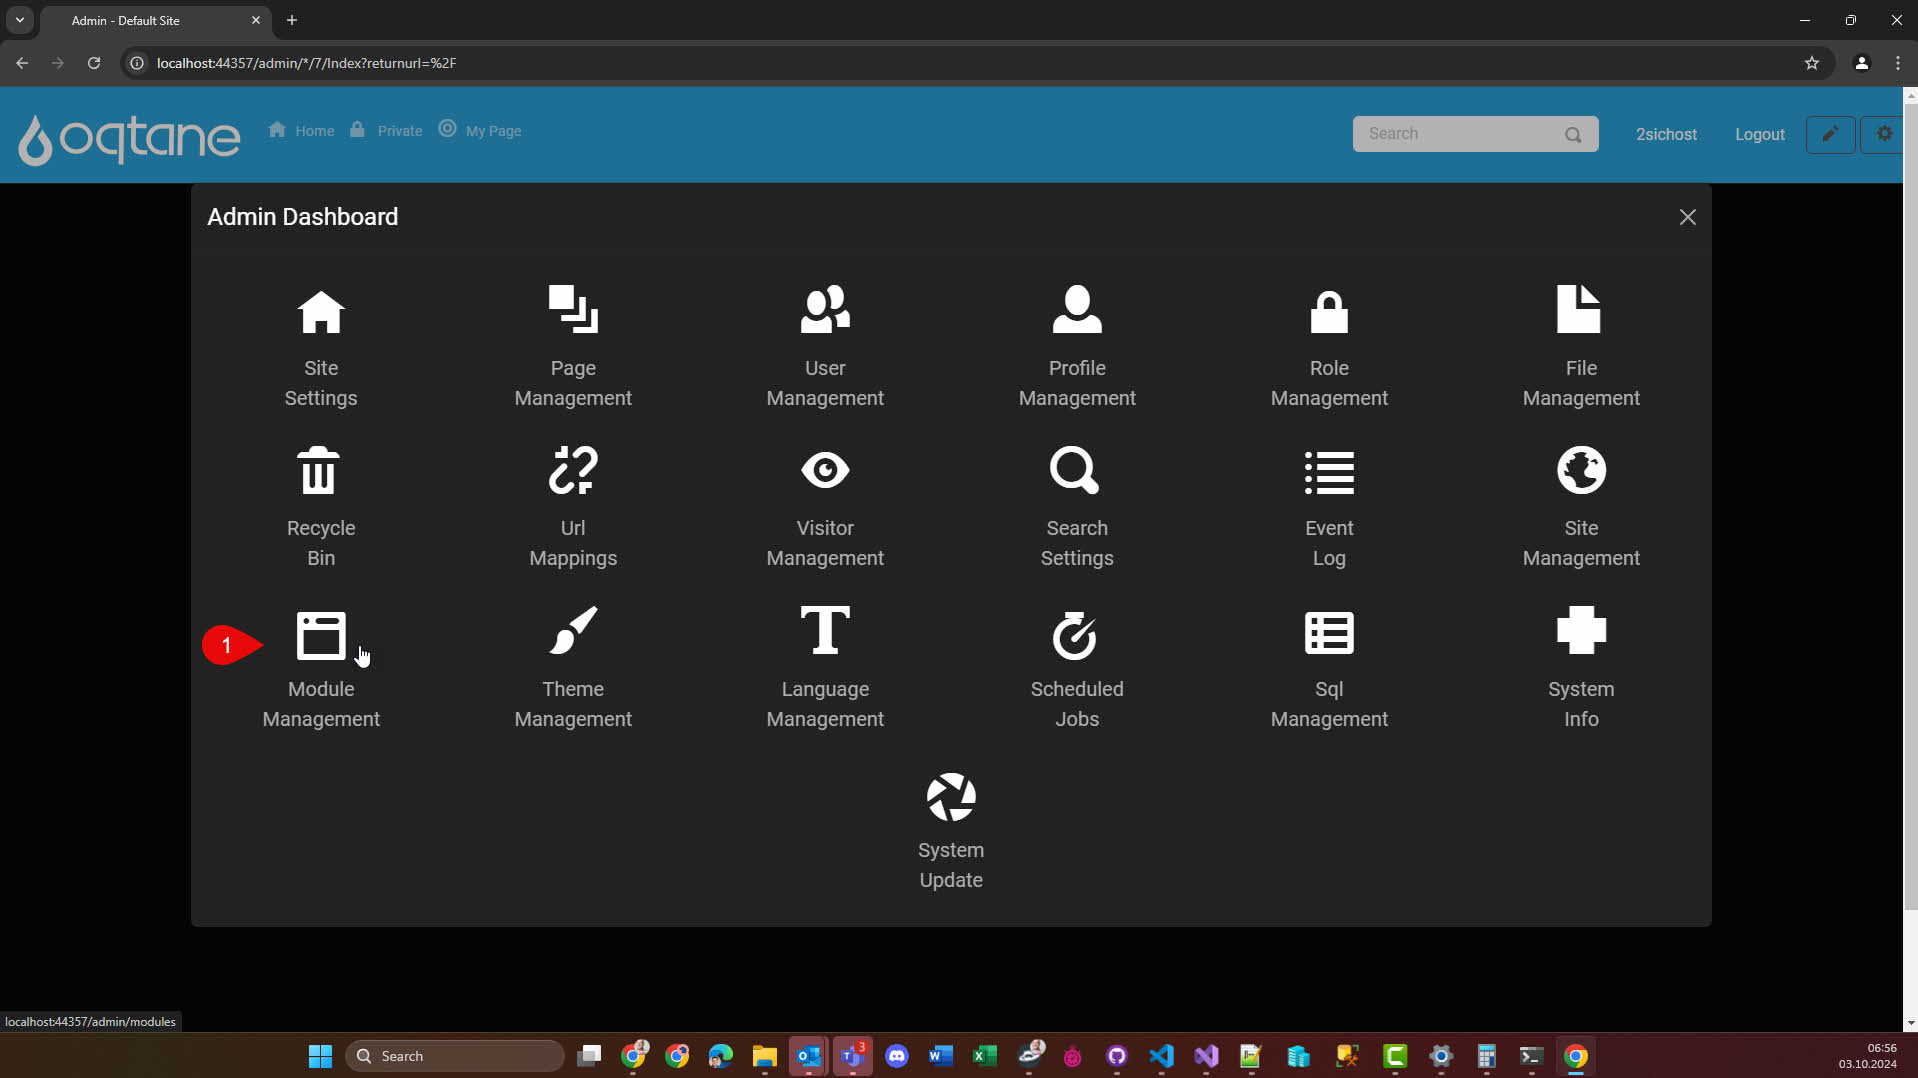 Admin - Default Site
localhost:44357/admin/*/7/Index?returnurl=%2F
oqtane
Home
Private
My Page
Search
2sichost
Logout
Admin Dashboard
Site
Settings
Page
Management
User
Management
Profile
Management
Role
Management
File
Management
Recycle
Bin
Url
Mappings
Visitor
Management
Search
Settings
Event
Log
Site
Management
1
Module
Management
Theme
Management
Language
Management
Scheduled
Jobs
Sql
Management
System
Info
System
Update
localhost:44357/admin/modules
Search
3
06:56
03.10.2024